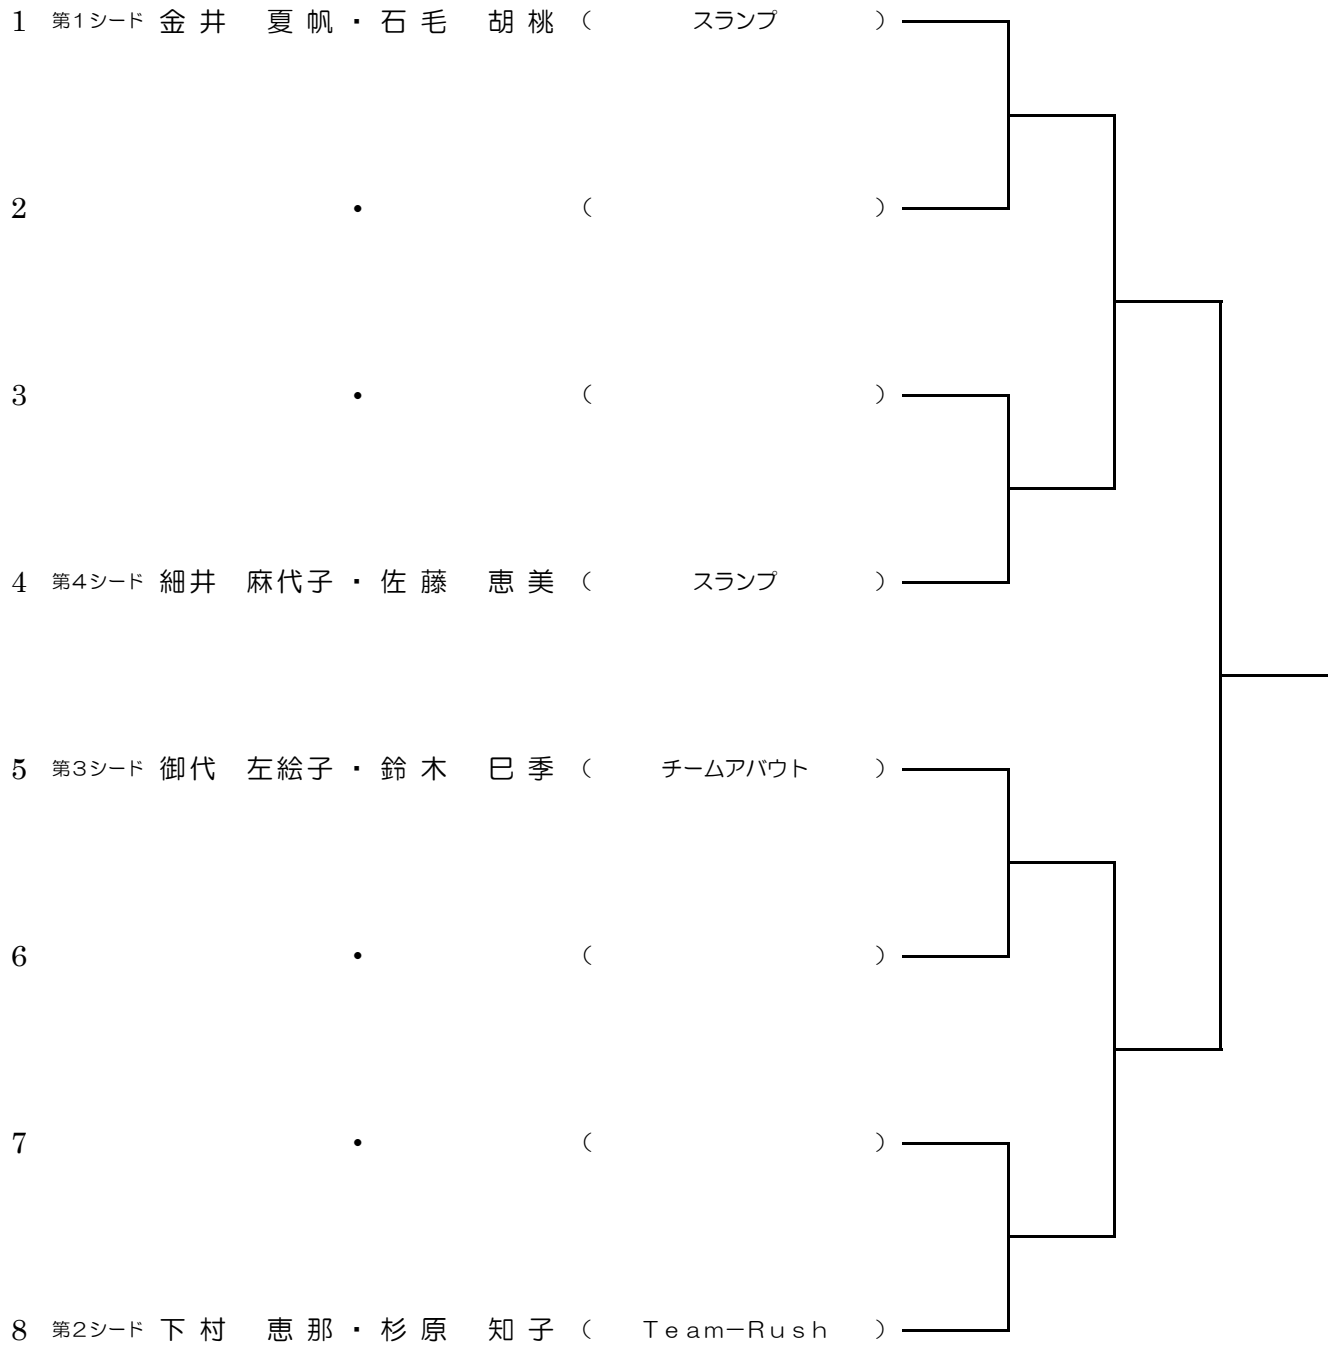 1 第1シード 金井 夏帆・石毛 胡桃 ( スランプ )
2 ・ ( )
3 ・ ( )
4 第4シード 細井 麻代子・佐藤 恵美 ( スランプ )
5 第3シード 御代 左絵子・鈴木 巳季 ( チームアバウト )
6 ・ ( )
7 ・ ( )
8 第2シード 下村 恵那・杉原 知子 ( Team－Rush )